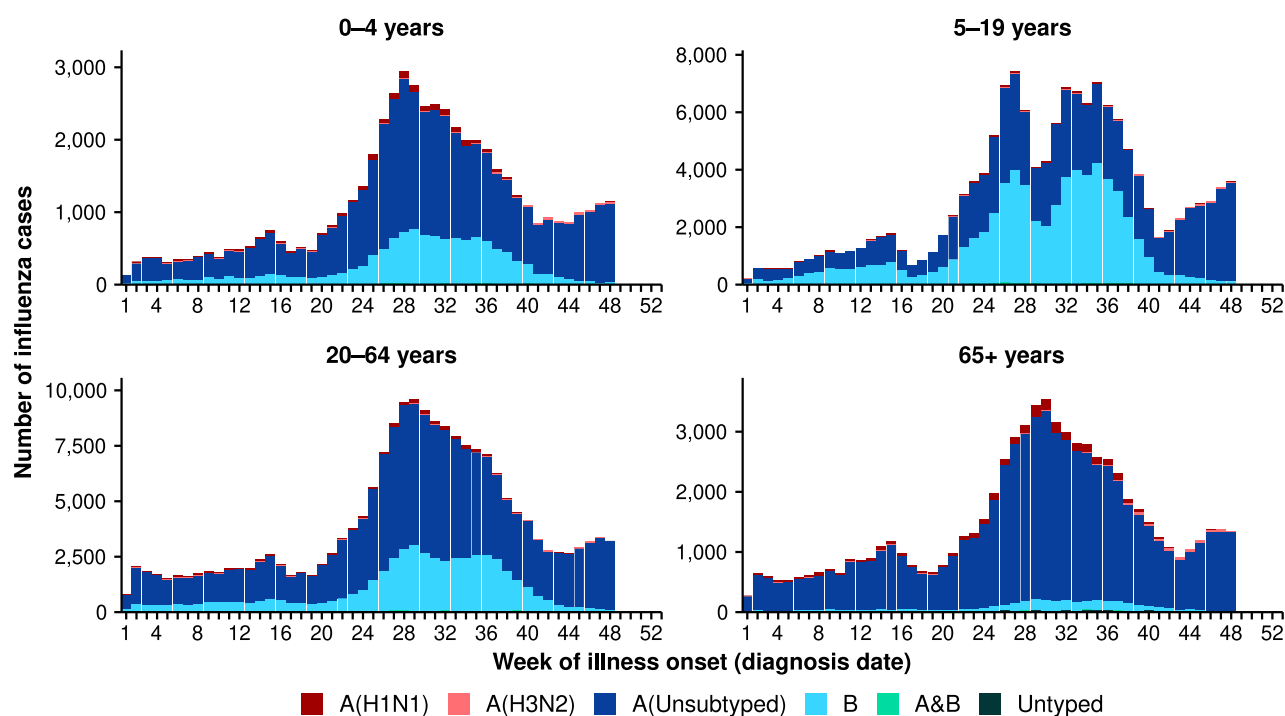 0–4 years
5–19 years
Number of influenza cases
3,000
2,000
1,000
0
1 4 8 12 16 20 24 28 32 36 40 44 48 52
8,000
6,000
4,000
2,000
0
1 4 8 12 16 20 24 28 32 36 40 44 48 52
20–64 years
65+ years
10,000
7,500
5,000
2,500
0
1 4 8 12 16 20 24 28 32 36 40 44 48 52
3,000
2,000
1,000
0
1 4 8 12 16 20 24 28 32 36 40 44 48 52
Week of illness onset (diagnosis date)
A(H1N1) A(H3N2) A(Unsubtyped) B A&B Untyped